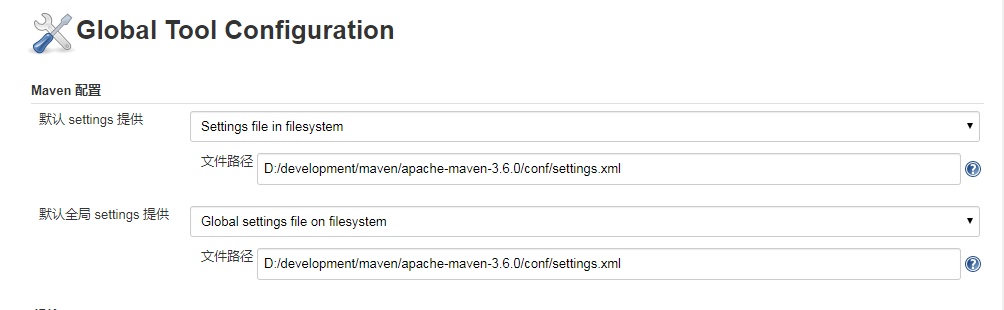 Global Tool Configuration
Maven 配置
默认 settings 提供
Settings file in filesystem
文件路径
D:/development/maven/apache-maven-3.6.0/conf/settings.xml
默认全局 settings 提供
Global settings file on filesystem
文件路径
D:/development/maven/apache-maven-3.6.0/conf/settings.xml